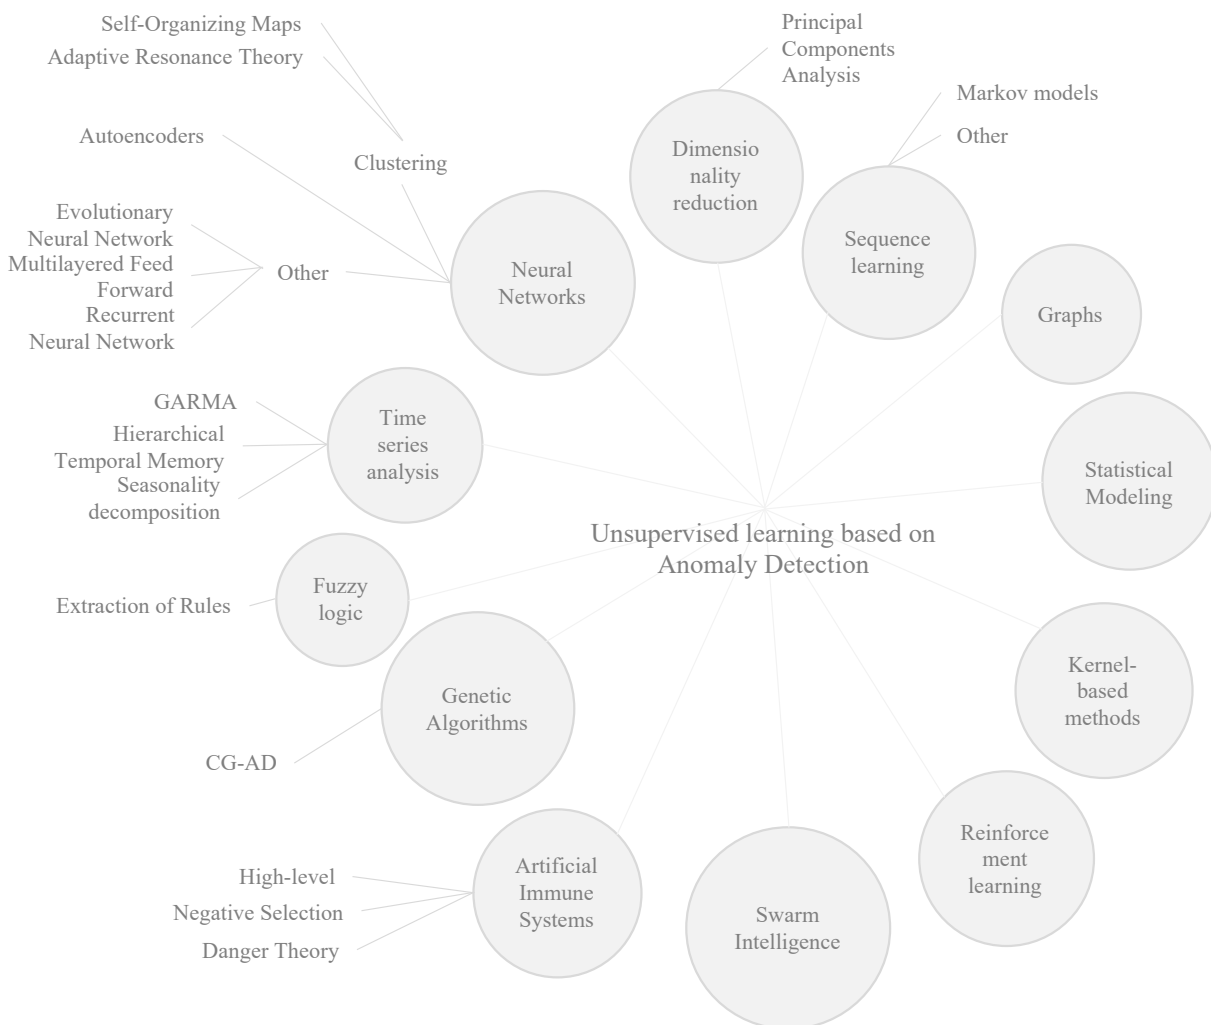 Self-Organizing Maps
Adaptive Resonance Theory
Autoencoders
Clustering
Evolutionary
Neural Network
Multilayered Feed
Forward
Recurrent
Neural Network
Other
Neural
Networks
Principal
Components
Analysis
Dimensio
nality
reduction
Markov models
Other
Sequence
learning
Graphs
Statistical
Modeling
GARMA
Hierarchical
Temporal Memory
Seasonality
decomposition
Time
series
analysis
Unsupervised learning based on
Anomaly Detection
Extraction of Rules
Fuzzy
logic
Kernel-
based
methods
CG-AD
Genetic
Algorithms
Reinforce
ment
learning
High-level
Negative Selection
Danger Theory
Artificial
Immune
Systems
Swarm
Intelligence